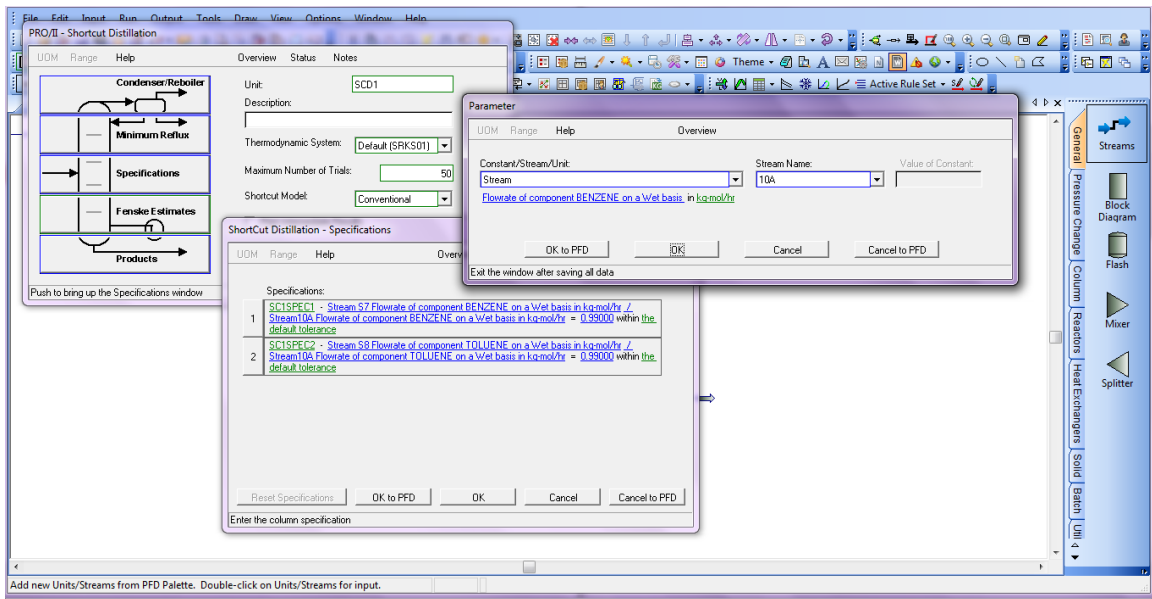 File Edit Input Run Output Tools Draw View Options Window Help
PRO/II - Shortcut Distillation
UOM Range Help Overview Status Notes
Condenser/Reboiler
Minimum Reflux
Specifications
Fenske Estimates
Products
Push to bring up the Specifications window
Unit: SCD1
Description:
Thermodynamic System: Default (SRKS01)
Maximum Number of Trials: 50
Shortcut Model: Conventional
Theme
Active Rule Set
Parameter
UOM Range Help Overview
Constant/Stream/Unit: Stream Name: Value of Constant:
Stream 10A
Flowrate of component BENZENE on a Wet basis in kg-mol/hr
OK to PFD OK Cancel Cancel to PFD
Exit the window after saving all data
ShortCut Distillation - Specifications
UOM Range Help
Specifications:
1 SC1SPEC1 - Stream S7 Flowrate of component BENZENE on a Wet basis in kg-mol/hr /
Stream10A Flowrate of component BENZENE on a Wet basis in kg-mol/hr = 0.99000 within the
default tolerance
2 SC1SPEC2 - Stream S8 Flowrate of component TOLUENE on a Wet basis in kg-mol/hr /
Stream10A Flowrate of component TOLUENE on a Wet basis in kg-mol/hr = 0.99000 within the
default tolerance
Reset Specifications OK to PFD OK Cancel Cancel to PFD
Enter the column specification
General
Pressure Change
Column
Reactors
Heat Exchangers
Solid
Batch
Util
Streams
Block
Diagram
Flash
Mixer
Splitter
Add new Units/Streams from PFD Palette. Double-click on Units/Streams for input.